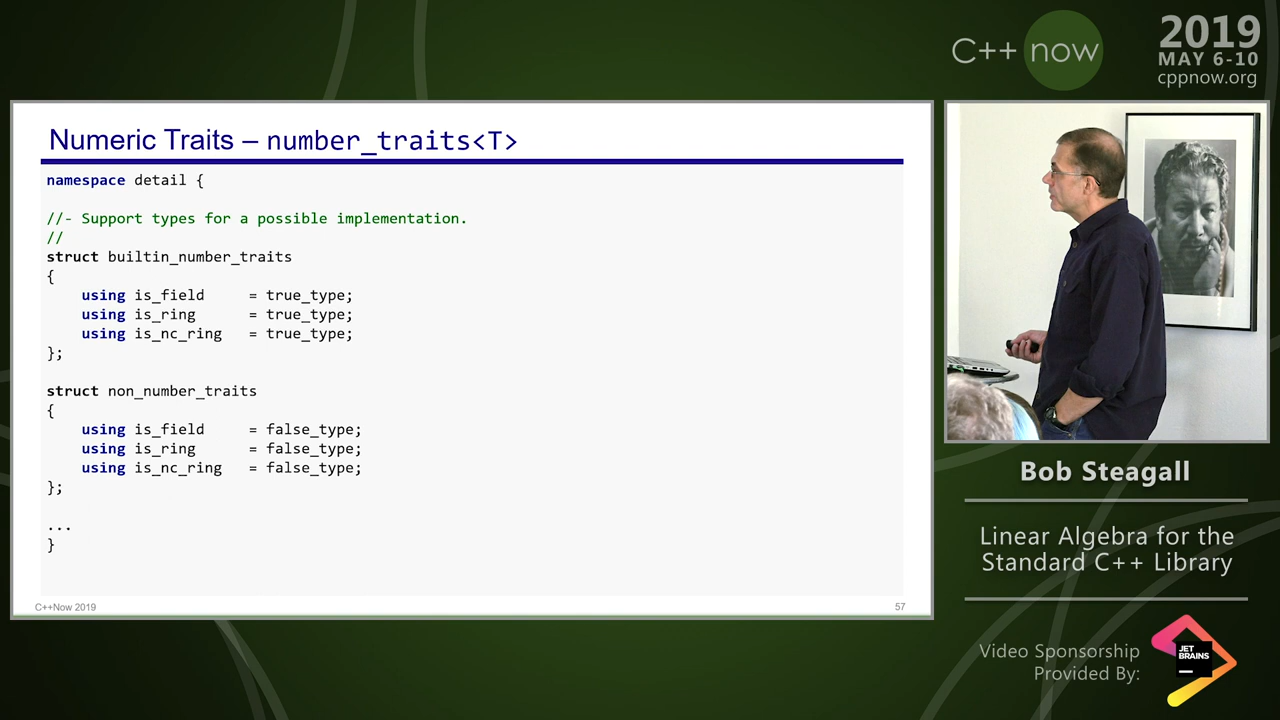 C++ now
2019
MAY 6-10
cppnow.org
Numeric Traits – number_traits<T>
namespace detail {
//- Support types for a possible implementation.
//
struct builtin_number_traits
{
using is_field = true_type;
using is_ring = true_type;
using is_nc_ring = true_type;
};
struct non_number_traits
{
using is_field = false_type;
using is_ring = false_type;
using is_nc_ring = false_type;
};
...
}
C++Now 2019
57
Bob Steagall
Linear Algebra for the
Standard C++ Library
Video Sponsorship
Provided By:
JET
BRAINS